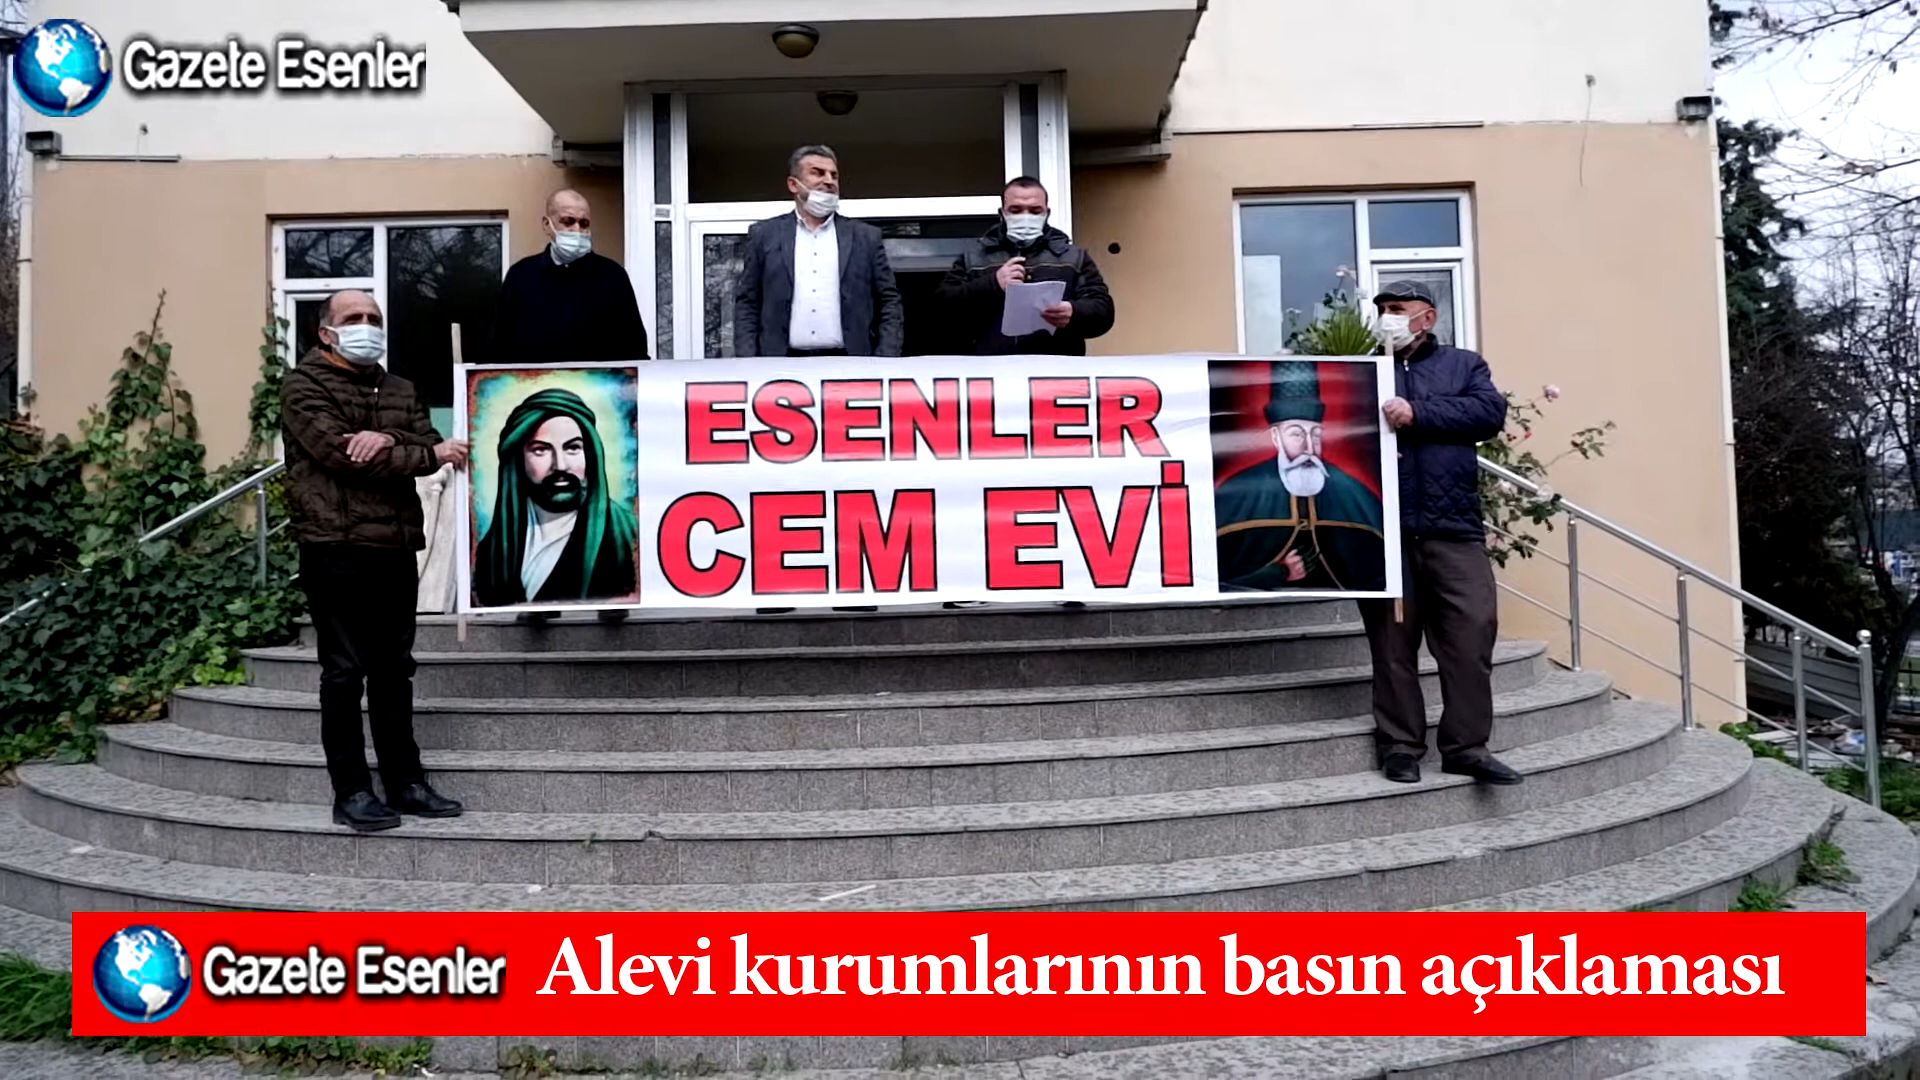 Gazete Esenler
ESENLER
CEM EVİ
Gazete Esenler Alevi kurumlarının basın açıklaması